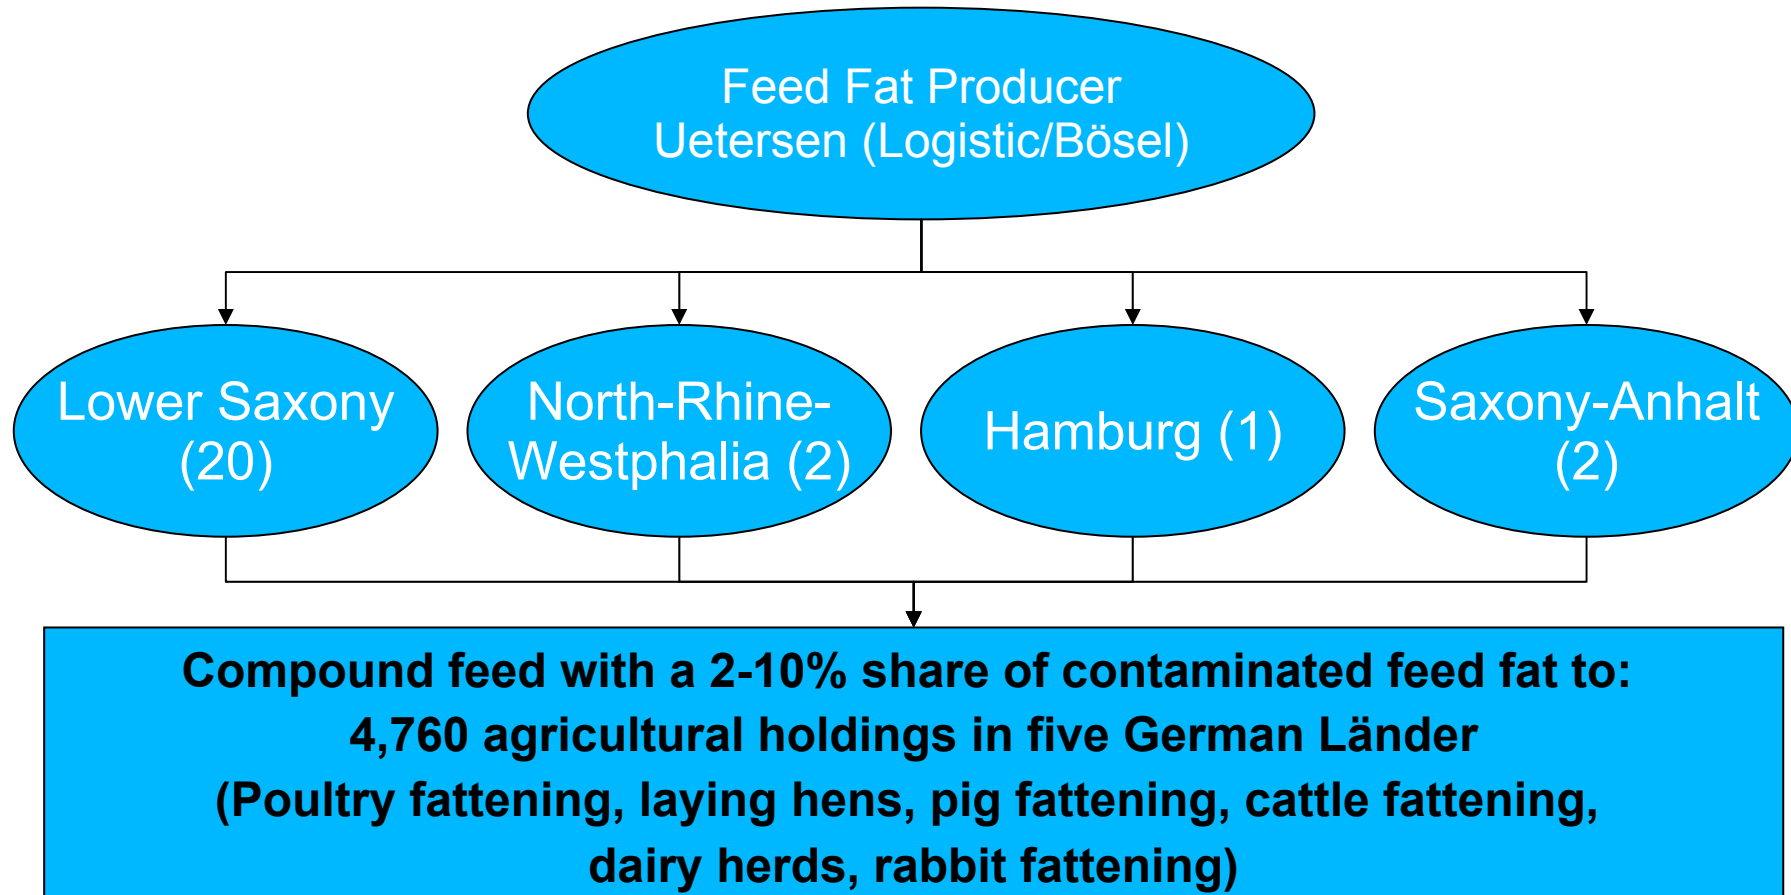 Feed Fat Producer
Uetersen (Logistic/Bösel)
Lower Saxony
(20)
North-Rhine-
Westphalia (2)
Hamburg (1)
Saxony-Anhalt
(2)
Compound feed with a 2-10% share of contaminated feed fat to:
4,760 agricultural holdings in five German Länder
(Poultry fattening, laying hens, pig fattening, cattle fattening,
dairy herds, rabbit fattening)